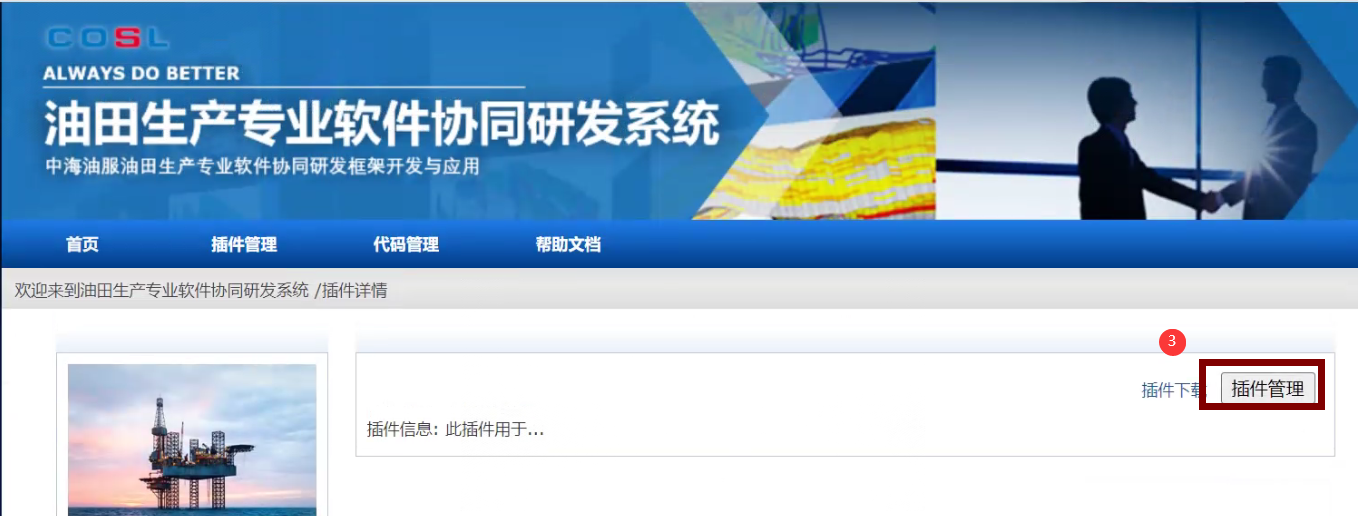 COSL
ALWAYS DO BETTER
油田生产专业软件协同研发系统
中海油服油田生产专业软件协同研发框架开发与应用
首页 插件管理 代码管理 帮助文档
欢迎来到油田生产专业软件协同研发系统 /插件详情
3
插件下载 插件管理
插件信息: 此插件用于...